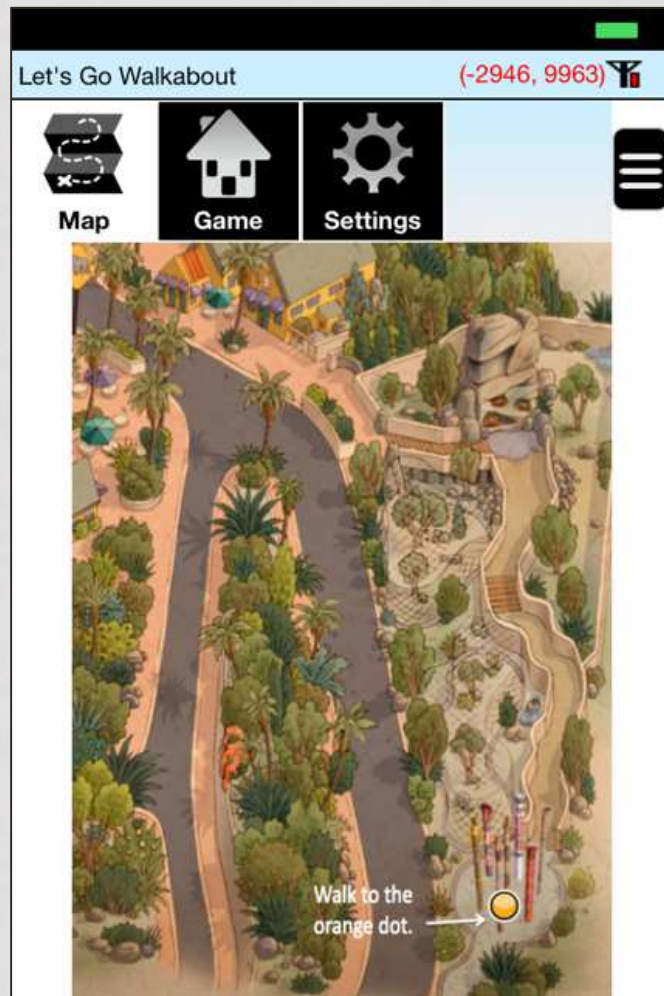 Let's Go Walkabout (-2946, 9963)
Map Game Settings
Walk to the
orange dot.